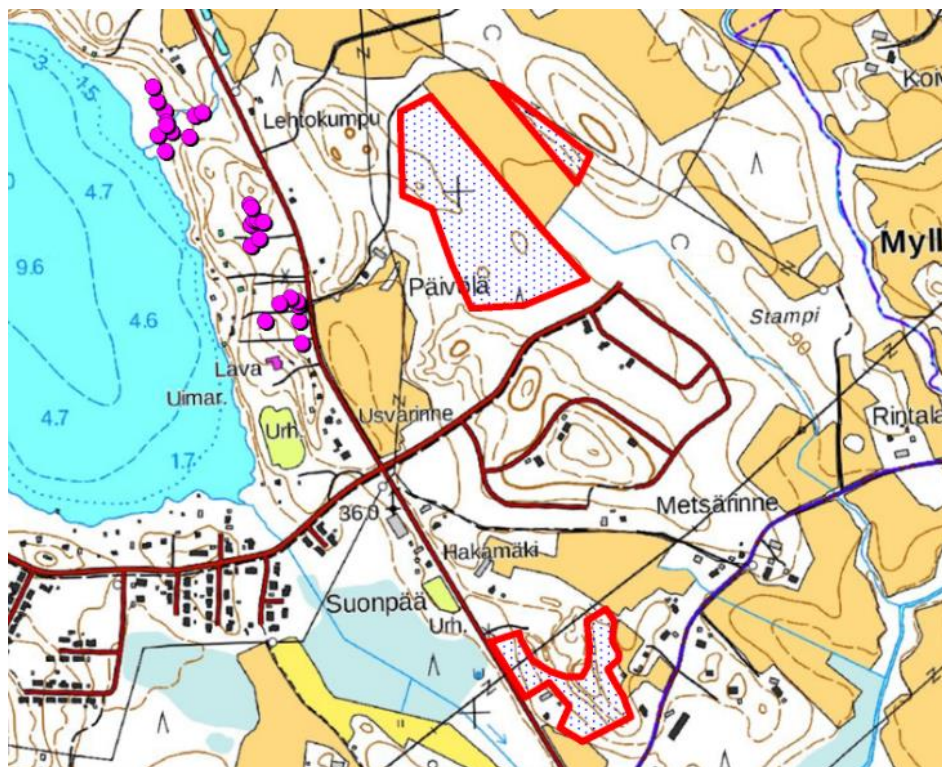 3
1.5
Lehtokumpu
Koiv
4.7
Myll
9.6
Päivölä
4.6
Stampi
90
Lava
Uimar.
4.7
Usvarinne
Rintala
Urh.
1.7
36.0
Metsärinne
Hakamäki
Suonpää
Urh.